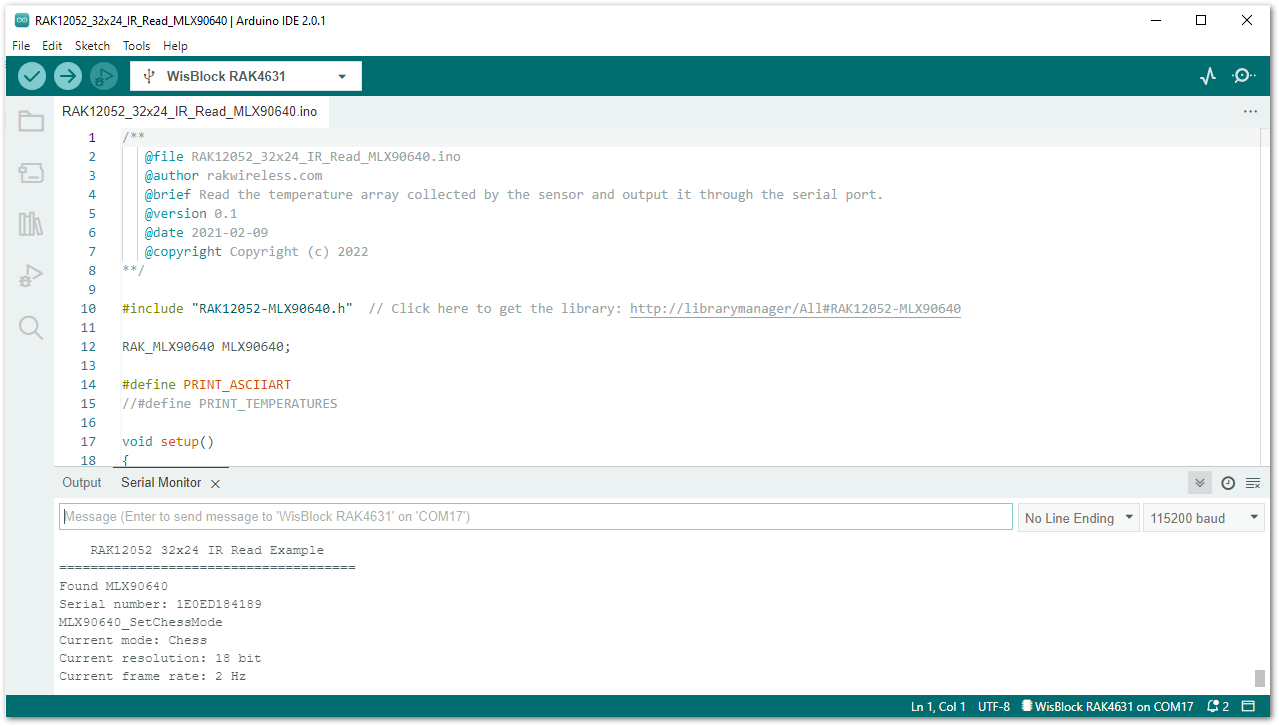 RAK12052_32x24_IR_Read_MLX90640 | Arduino IDE 2.0.1
File Edit Sketch Tools Help
WisBlock RAK4631
RAK12052_32x24_IR_Read_MLX90640.ino
1 /**
2 @file RAK12052_32x24_IR_Read_MLX90640.ino
3 @author rakwireless.com
4 @brief Read the temperature array collected by the sensor and output it through the serial port.
5 @version 0.1
6 @date 2021-02-09
7 @copyright Copyright (c) 2022
8 **/
9
10 #include "RAK12052-MLX90640.h" // Click here to get the library: http://librarymanager/All#RAK12052-MLX90640
11
12 RAK_MLX90640 MLX90640;
13
14 #define PRINT_ASCIIART
15 //#define PRINT_TEMPERATURES
16
17 void setup()
18 {
Output Serial Monitor
Message (Enter to send message to 'WisBlock RAK4631' on 'COM17') No Line Ending 115200 baud
RAK12052 32x24 IR Read Example
======================================
Found MLX90640
Serial number: 1E0ED184189
MLX90640_SetChessMode
Current mode: Chess
Current resolution: 18 bit
Current frame rate: 2 Hz
Ln 1, Col 1 UTF-8 WisBlock RAK4631 on COM17 2